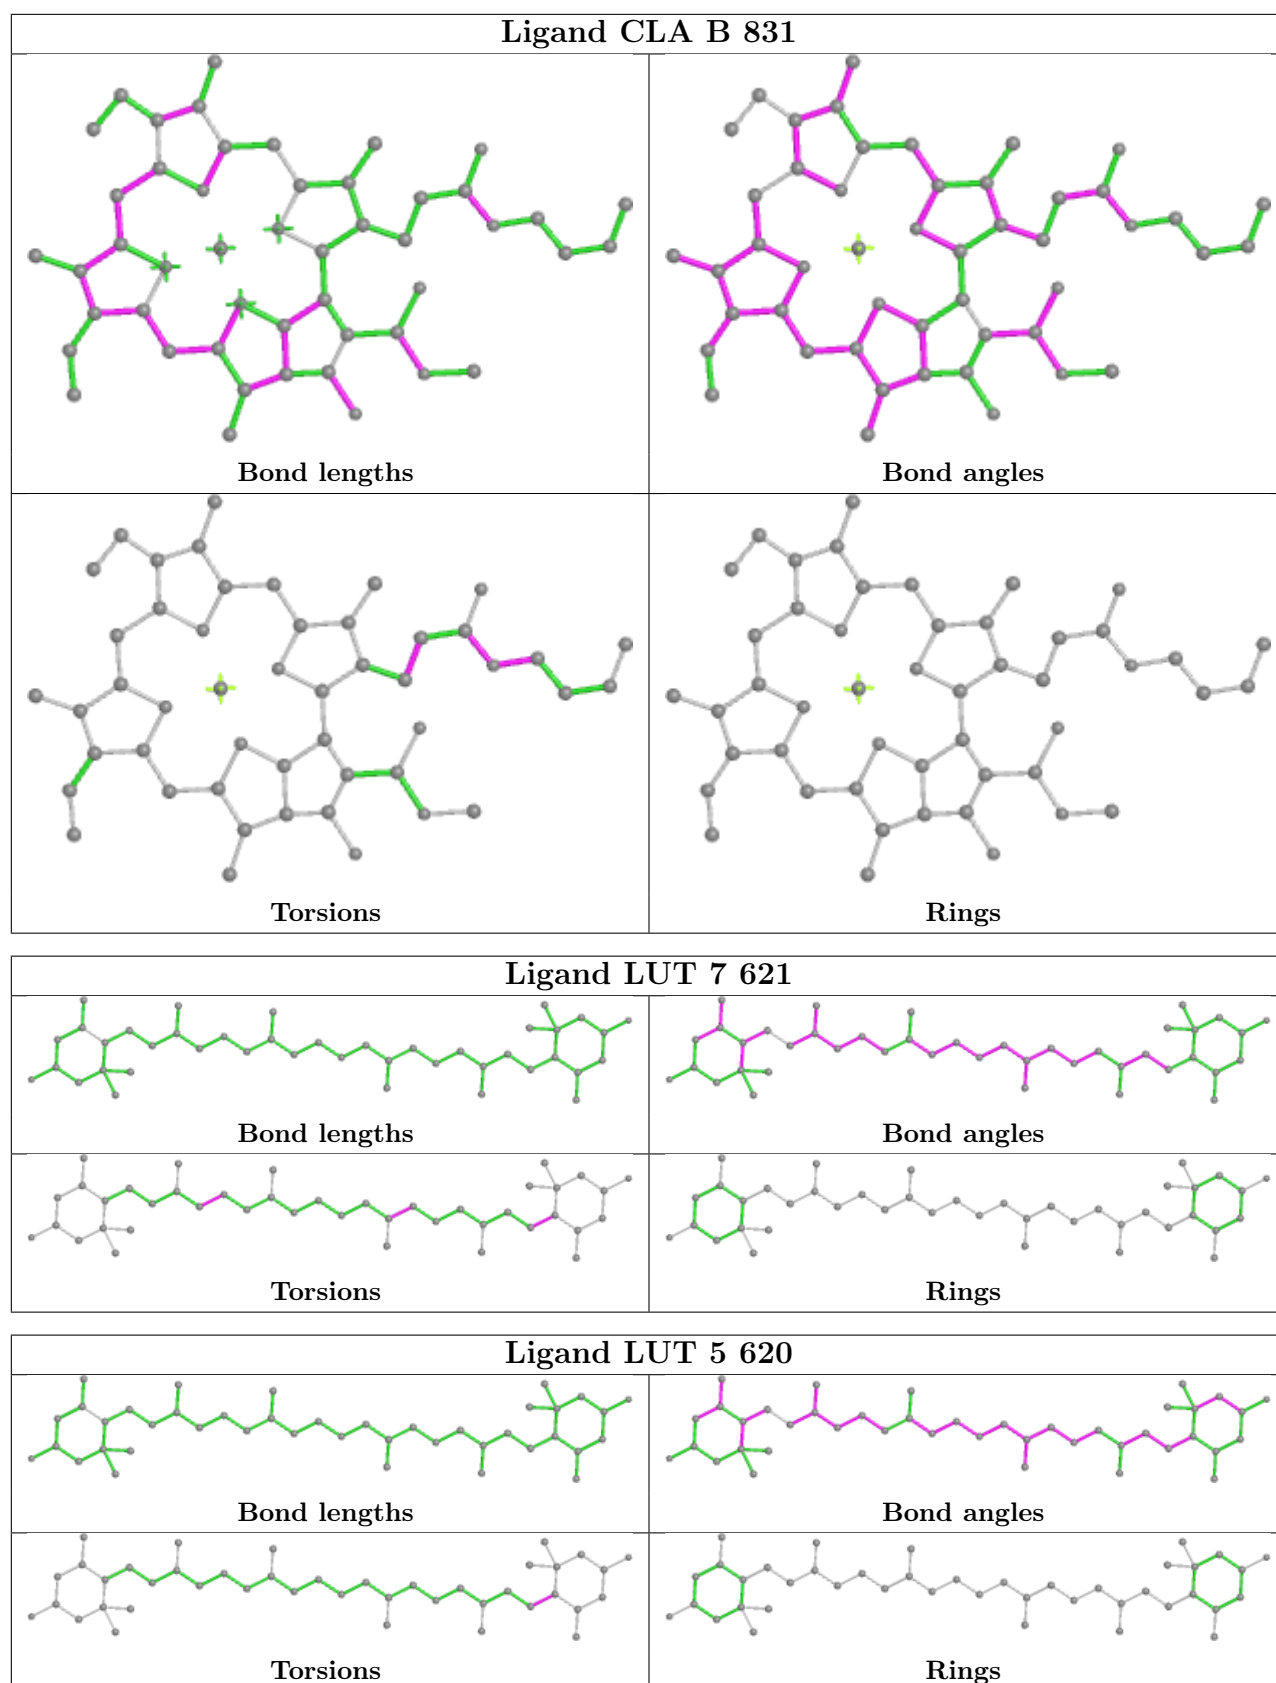 Ligand CLA B 831
Bond lengths
Bond angles
Torsions
Rings
Ligand LUT 7 621
Bond lengths
Bond angles
Torsions
Rings
Ligand LUT 5 620
Bond lengths
Bond angles
Torsions
Rings